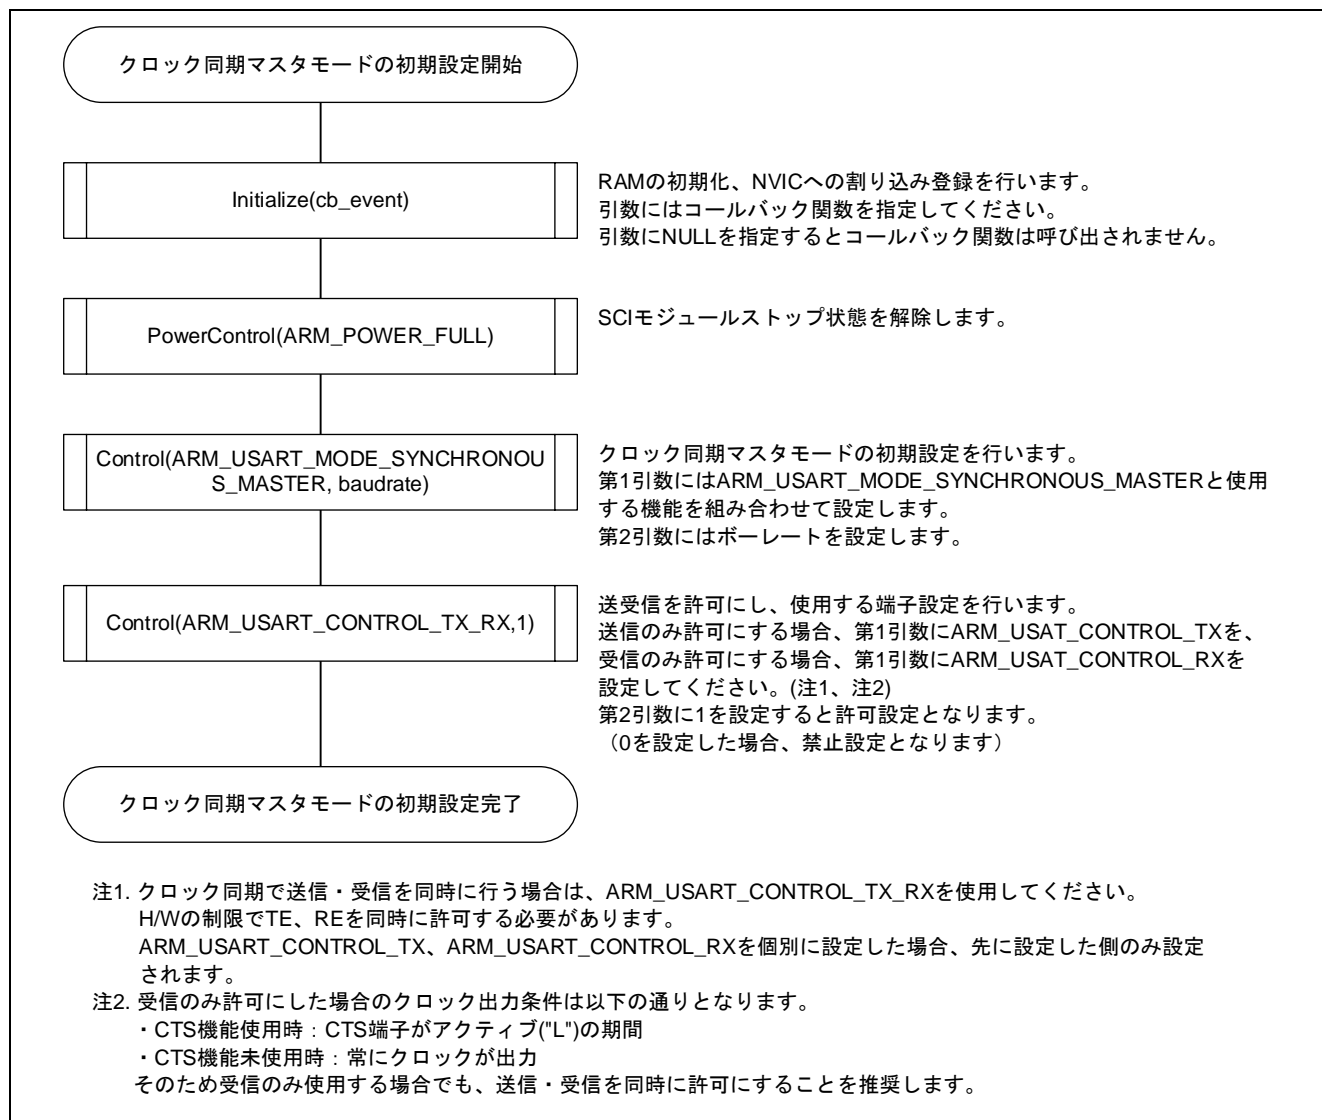 クロック同期マスタモードの初期設定開始
Initialize(cb_event)
RAMの初期化、NVICへの割り込み登録を行います。
引数にはコールバック関数を指定してください。
引数にNULLを指定するとコールバック関数は呼び出されません。
PowerControl(ARM_POWER_FULL)
SCIモジュールストップ状態を解除します。
Control(ARM_USART_MODE_SYNCHRONOU
S_MASTER, baudrate)
クロック同期マスタモードの初期設定を行います。
第1引数にはARM_USART_MODE_SYNCHRONOUS_MASTERと使用
する機能を組み合わせて設定します。
第2引数にはボーレートを設定します。
Control(ARM_USART_CONTROL_TX_RX,1)
送受信を許可にし、使用する端子設定を行います。
送信のみ許可にする場合、第1引数にARM_USAT_CONTROL_TXを、
受信のみ許可にする場合、第1引数にARM_USAT_CONTROL_RXを
設定してください。(注1、注2)
第2引数に1を設定すると許可設定となります。
（0を設定した場合、禁止設定となります）
クロック同期マスタモードの初期設定完了
注1. クロック同期で送信・受信を同時に行う場合は、ARM_USART_CONTROL_TX_RXを使用してください。
H/Wの制限でTE、REを同時に許可する必要があります。
ARM_USART_CONTROL_TX、ARM_USART_CONTROL_RXを個別に設定した場合、先に設定した側のみ設定
されます。
注2. 受信のみ許可にした場合のクロック出力条件は以下の通りとなります。
・CTS機能使用時：CTS端子がアクティブ("L")の期間
・CTS機能未使用時：常にクロックが出力
そのため受信のみ使用する場合でも、送信・受信を同時に許可にすることを推奨します。